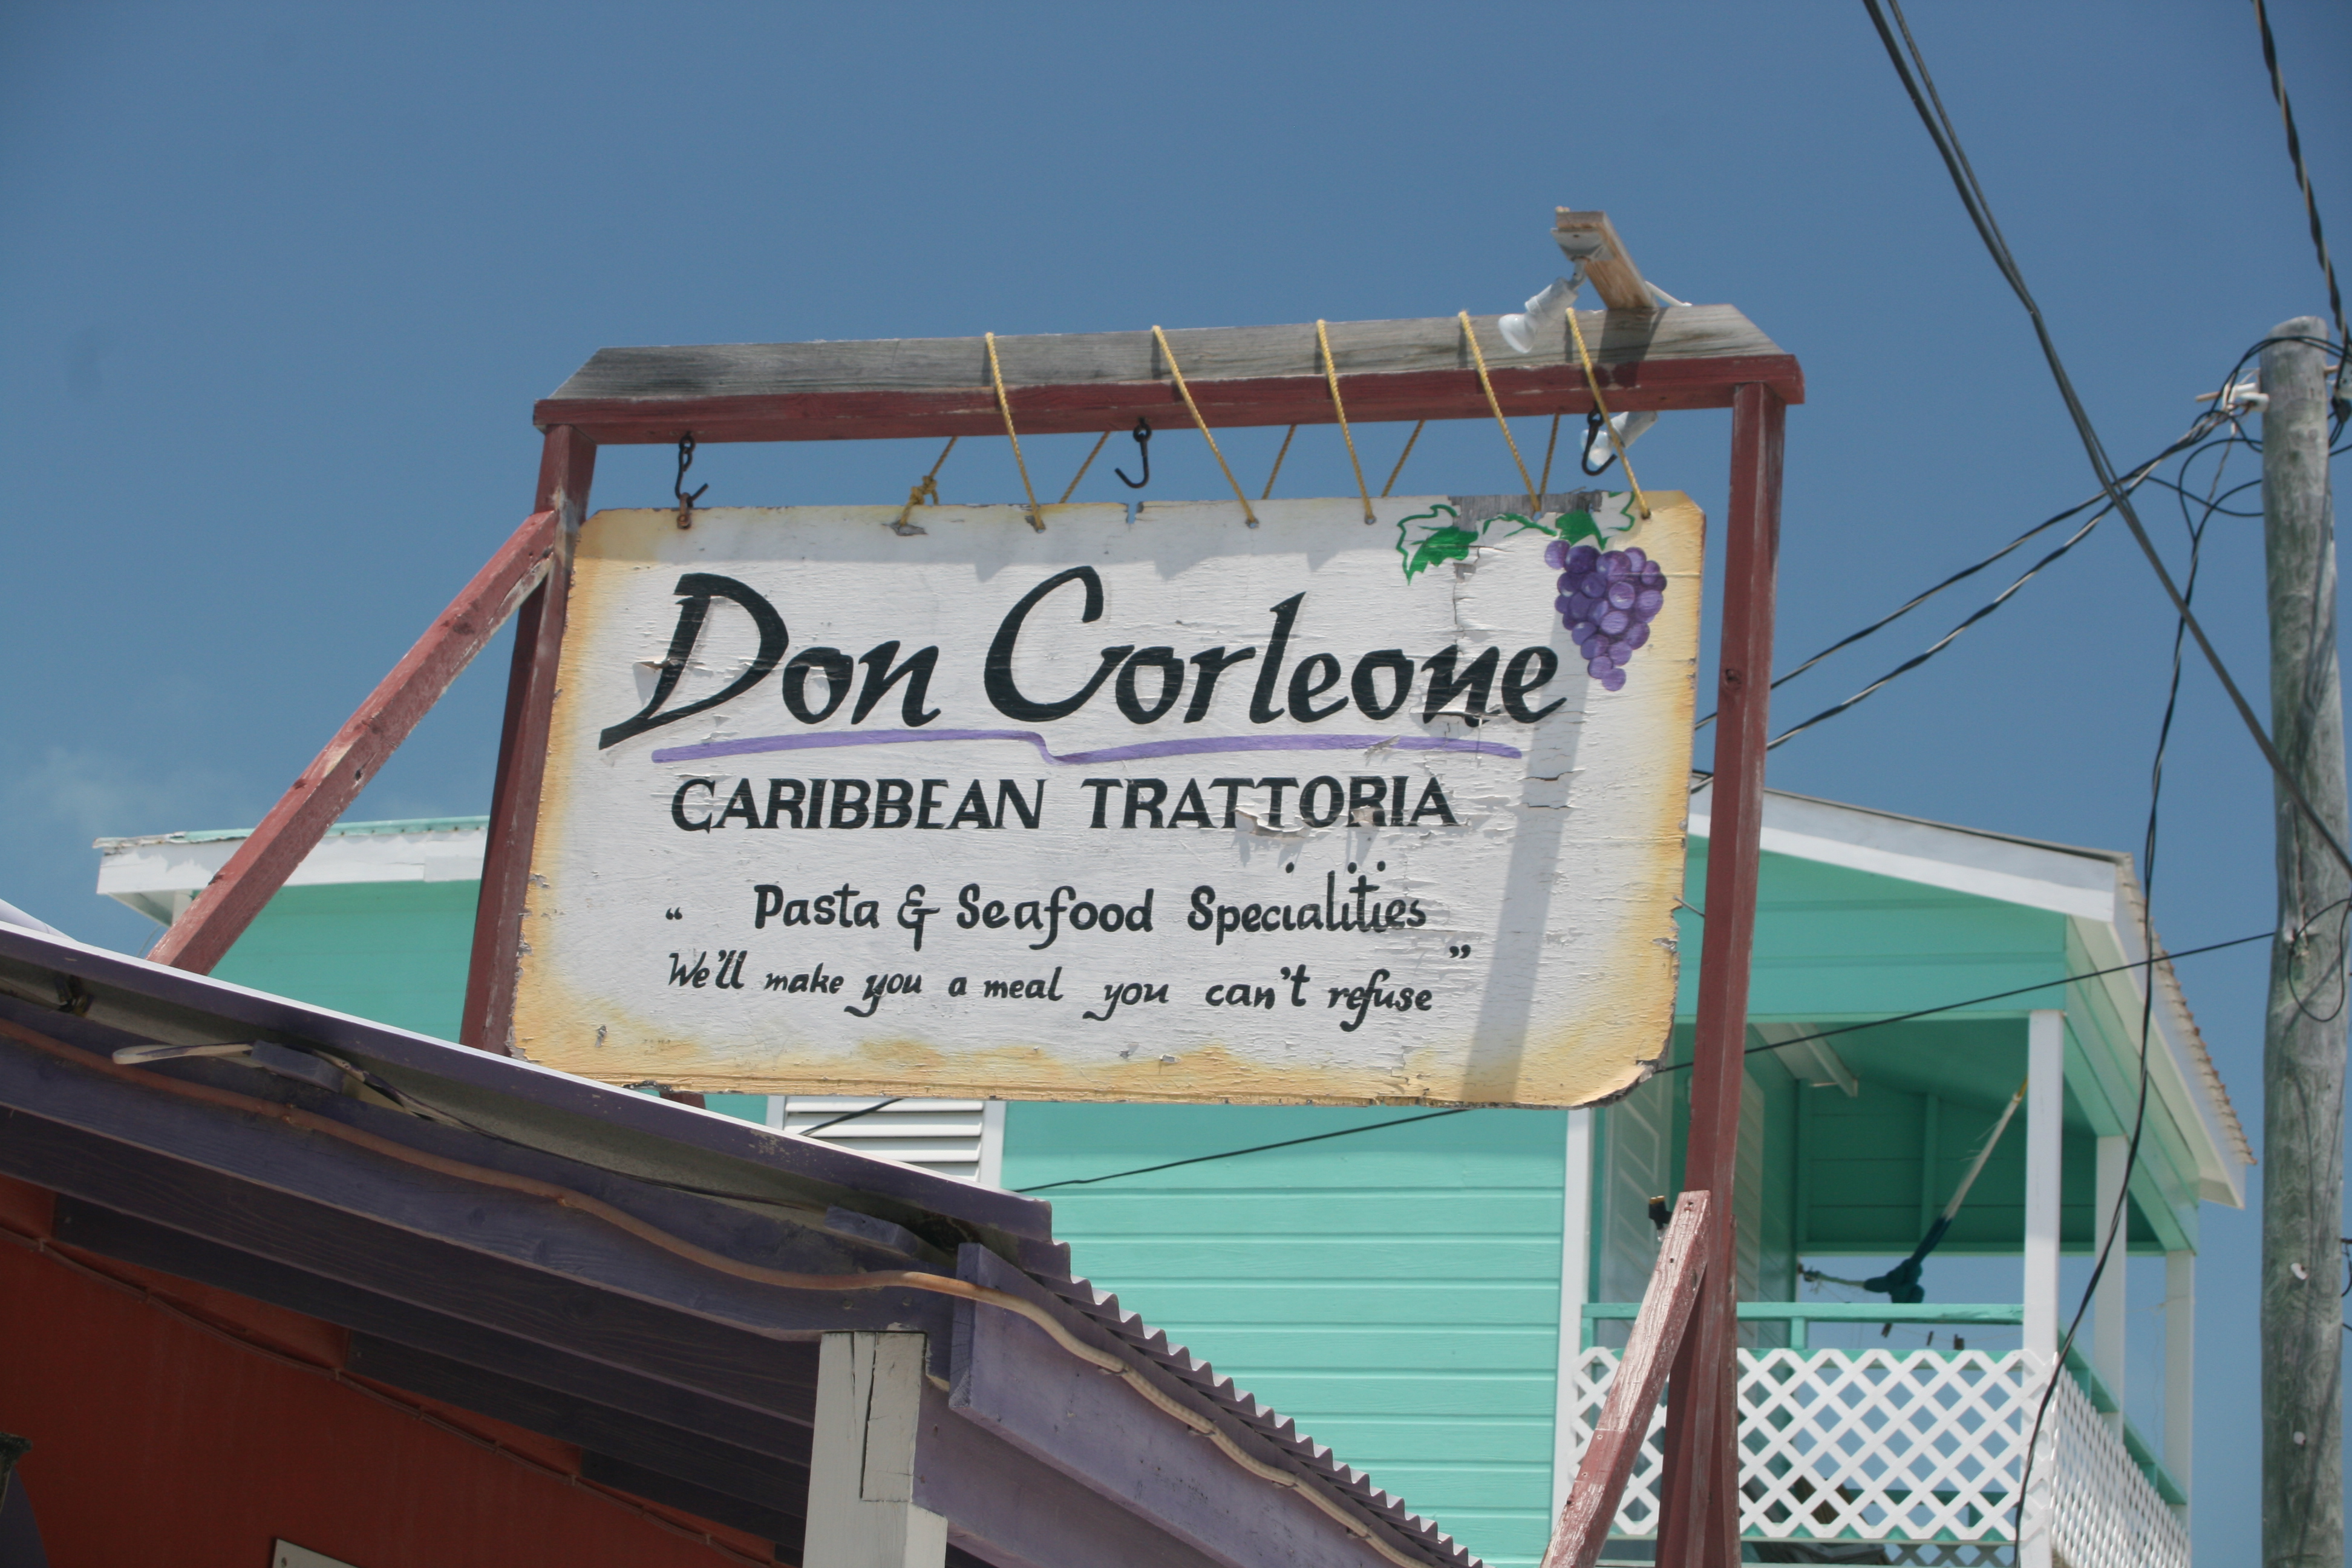 Don Corleone
CARIBBEAN TRATTORIA
“ Pasta & Seafood Specialities
We'll make you a meal you can't refuse ”